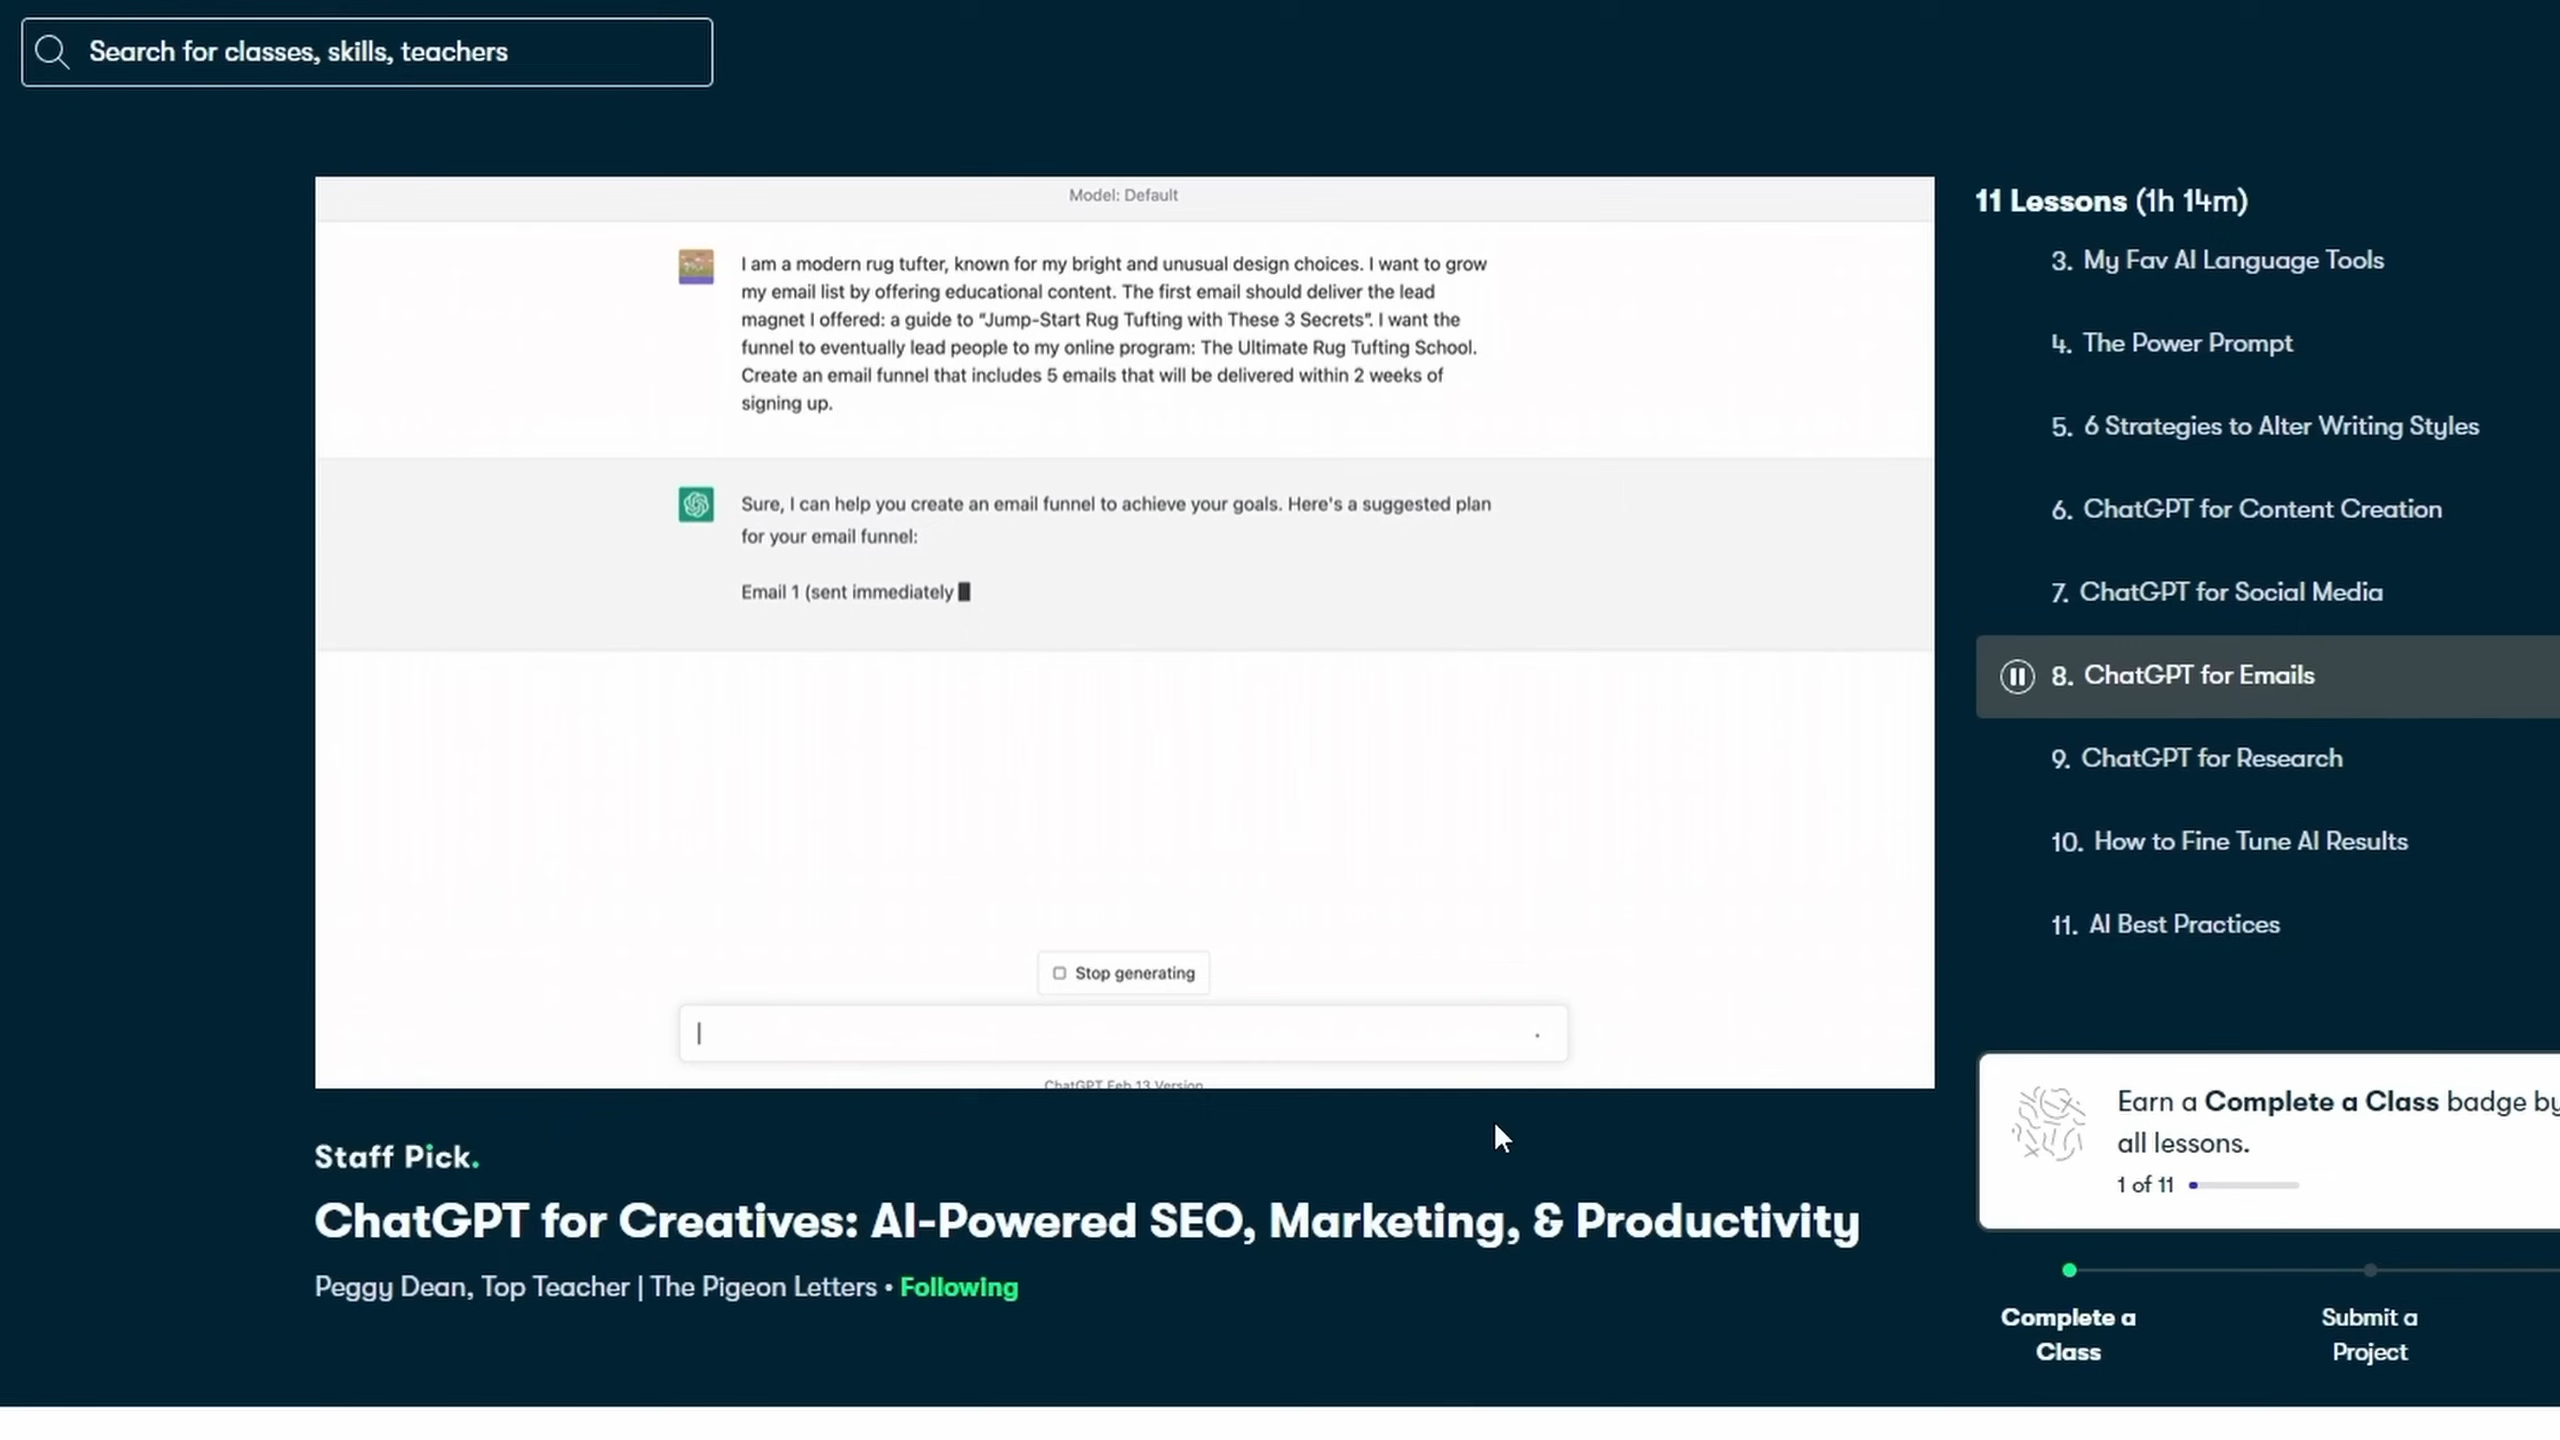 Search for classes, skills, teachers
Model: Default
I am a modern rug tufter, known for my bright and unusual design choices. I want to grow
my email list by offering educational content. The first email should deliver the lead
magnet I offered: a guide to “Jump-Start Rug Tufting with These 3 Secrets”. I want the
funnel to eventually lead people to my online program: The Ultimate Rug Tufting School.
Create an email funnel that includes 5 emails that will be delivered within 2 weeks of
signing up.
Sure, I can help you create an email funnel to achieve your goals. Here's a suggested plan
for your email funnel:
Email 1 (sent immediately
Stop generating
ChatGPT Feb 13 Version
Staff Pick.
ChatGPT for Creatives: AI-Powered SEO, Marketing, & Productivity
Peggy Dean, Top Teacher | The Pigeon Letters • Following
11 Lessons (1h 14m)
3. My Fav AI Language Tools
4. The Power Prompt
5. 6 Strategies to Alter Writing Styles
6. ChatGPT for Content Creation
7. ChatGPT for Social Media
8. ChatGPT for Emails
9. ChatGPT for Research
10. How to Fine Tune AI Results
11. AI Best Practices
Earn a Complete a Class badge by
all lessons.
1 of 11
Complete a
Class
Submit a
Project